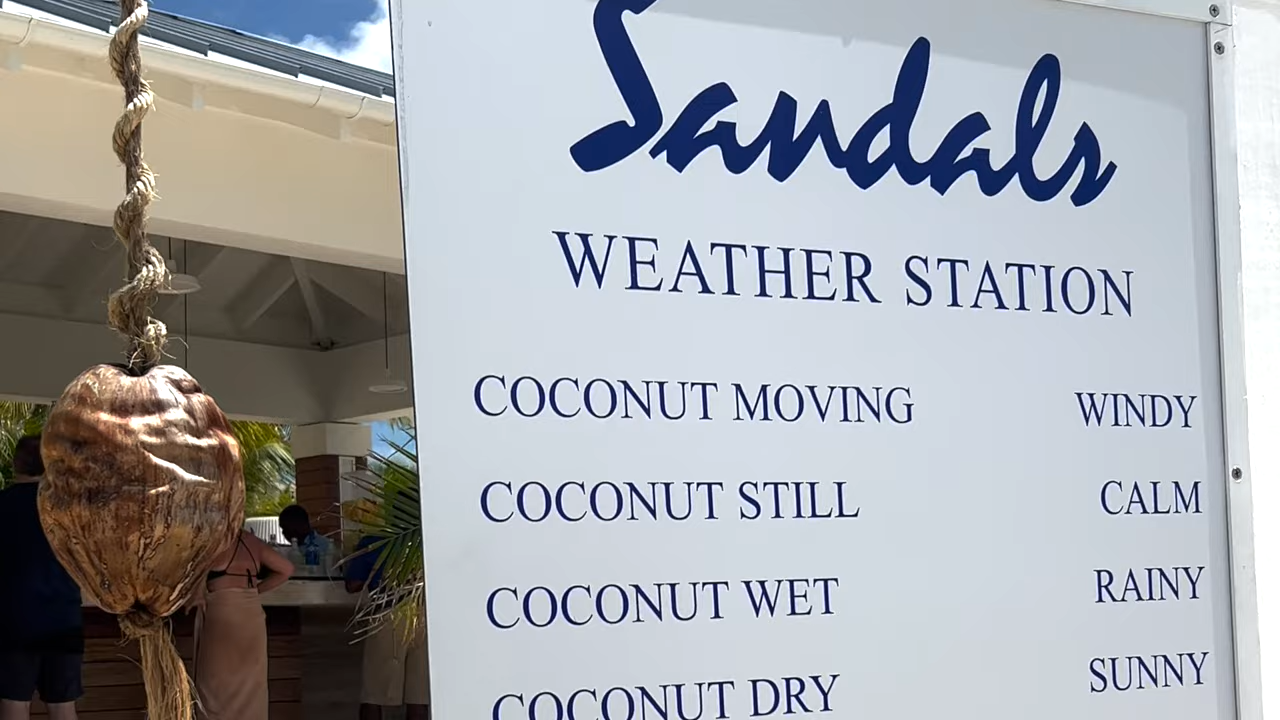 Sandals
WEATHER STATION
COCONUT MOVING WINDY
COCONUT STILL CALM
COCONUT WET RAINY
COCONUT DRY SUNNY